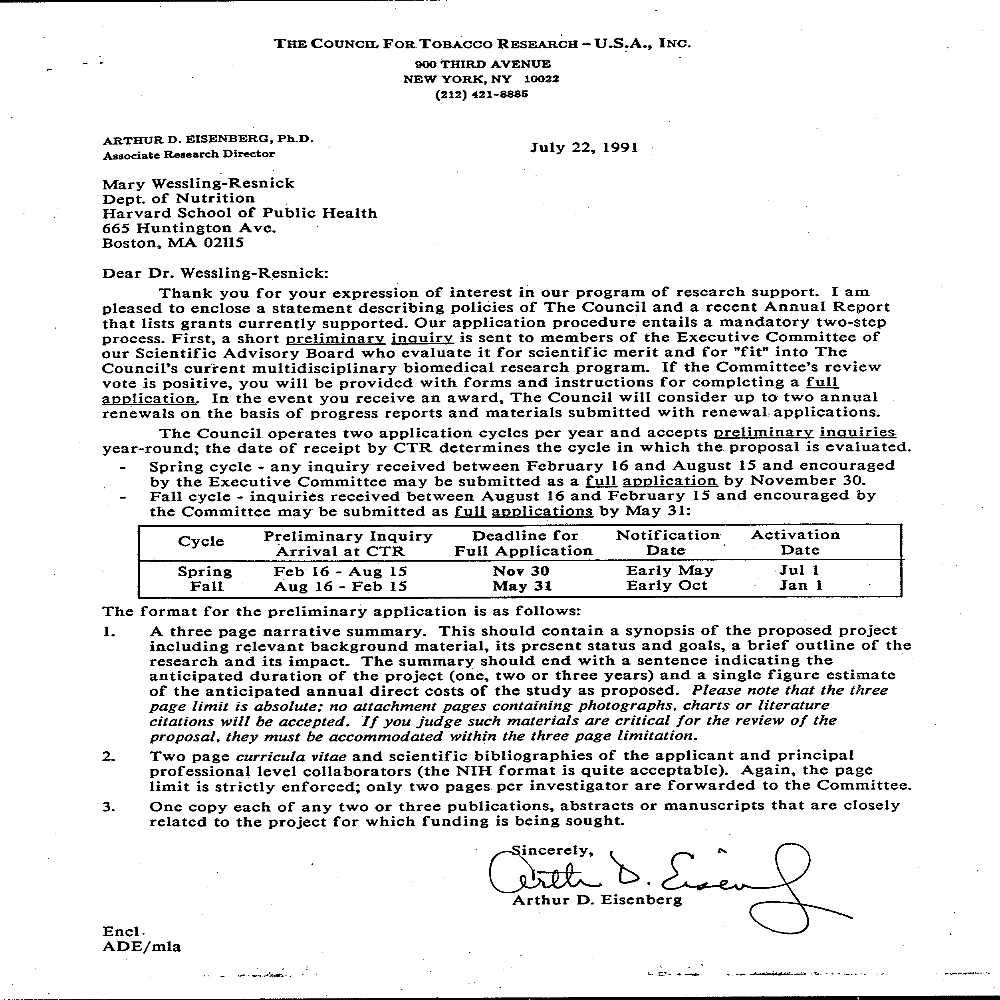 THE COUNCIL FOR TOBACCO RESEARCH – U.S.A., INC.
900 THIRD AVENUE
NEW YORK, NY 10022
(212) 421-8885
ARTHUR D. EISENBERG, Ph.D.
Associate Research Director
July 22, 1991
Mary Wessling-Resnick
Dept. of Nutrition
Harvard School of Public Health
665 Huntington Ave.
Boston, MA 02115
Dear Dr. Wessling-Resnick:
Thank you for your expression of interest in our program of research support. I am
pleased to enclose a statement describing policies of The Council and a recent Annual Report
that lists grants currently supported. Our application procedure entails a mandatory two-step
process. First, a short preliminary inquiry is sent to members of the Executive Committee of
our Scientific Advisory Board who evaluate it for scientific merit and for "fit" into The
Council's current multidisciplinary biomedical research program. If the Committee's review
vote is positive, you will be provided with forms and instructions for completing a full
application. In the event you receive an award, The Council will consider up to two annual
renewals on the basis of progress reports and materials submitted with renewal applications.
The Council operates two application cycles per year and accepts preliminary inquiries
year-round; the date of receipt by CTR determines the cycle in which the proposal is evaluated.
- Spring cycle - any inquiry received between February 16 and August 15 and encouraged
by the Executive Committee may be submitted as a full application by November 30.
- Fall cycle - inquiries received between August 16 and February 15 and encouraged by
the Committee may be submitted as full applications by May 31:
Cycle Preliminary Inquiry Deadline for Notification Activation
Arrival at CTR Full Application Date Date
Spring Feb 16 - Aug 15 Nov 30 Early May Jul 1
Fall Aug 16 - Feb 15 May 31 Early Oct Jan 1
The format for the preliminary application is as follows:
1. A three page narrative summary. This should contain a synopsis of the proposed project
including relevant background material, its present status and goals, a brief outline of the
research and its impact. The summary should end with a sentence indicating the
anticipated duration of the project (one, two or three years) and a single figure estimate
of the anticipated annual direct costs of the study as proposed. Please note that the three
page limit is absolute; no attachment pages containing photographs, charts or literature
citations will be accepted. If you judge such materials are critical for the review of the
proposal, they must be accommodated within the three page limitation.
2. Two page curricula vitae and scientific bibliographies of the applicant and principal
professional level collaborators (the NIH format is quite acceptable). Again, the page
limit is strictly enforced; only two pages per investigator are forwarded to the Committee.
3. One copy each of any two or three publications, abstracts or manuscripts that are closely
related to the project for which funding is being sought.
Sincerely,
Arthur D. Eisenberg
Encl.
ADE/mla